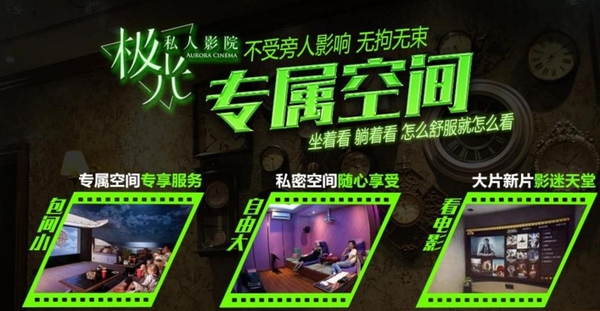 极光
私人影院
AURORA CINEMA
不受旁人影响 无拘无束
专属空间
坐着看 躺着看 怎么舒服就怎么看
专属空间专享服务
包间小
私密空间随心享受
自由大
大片新片影迷天堂
看电影